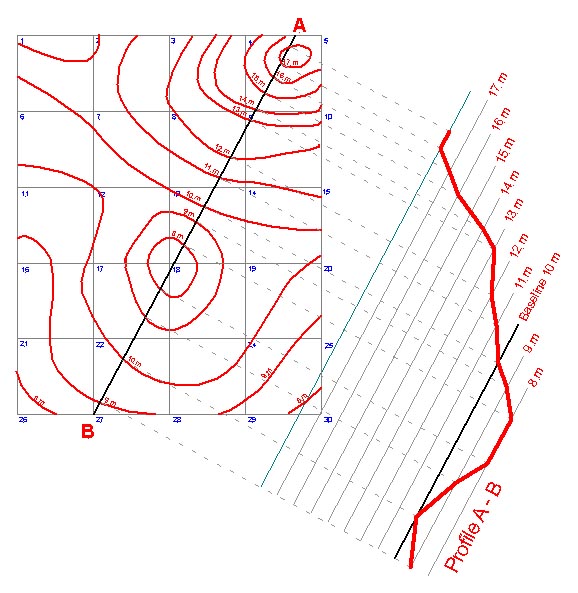 A
1
2
3
4
5
17 m
16 m
15 m
14 m
13 m
6
7
8
9
10
12 m
11 m
11
12
13
14
15
10 m
9 m
8 m
16
17
18
19
20
21
22
24
25
10 m
9 m
8 m
9 m
8 m
26
27
28
29
30
B
17 m
16 m
15 m
14 m
13 m
12 m
11 m
Baseline 10 m
9 m
8 m
Profile A - B